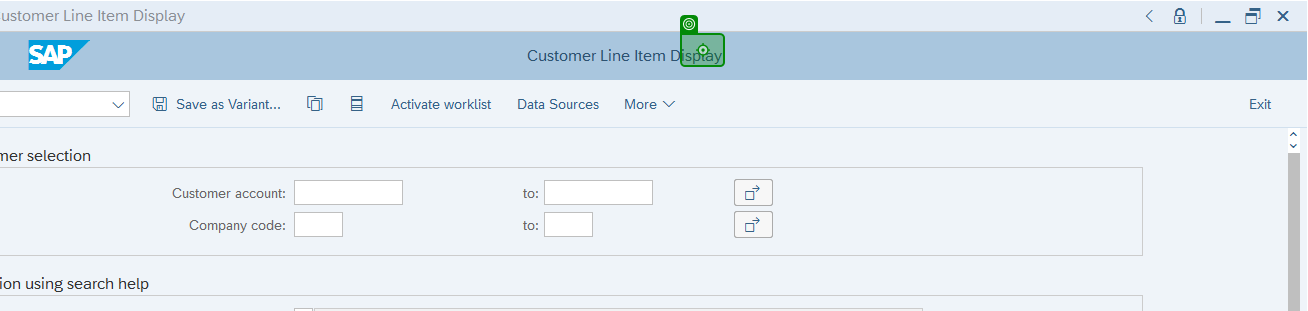 ustomer Line Item Display
SAP
Customer Line Item Display
Save as Variant...
Activate worklist
Data Sources
More
Exit
mer selection
Customer account:
to:
Company code:
to:
ion using search help